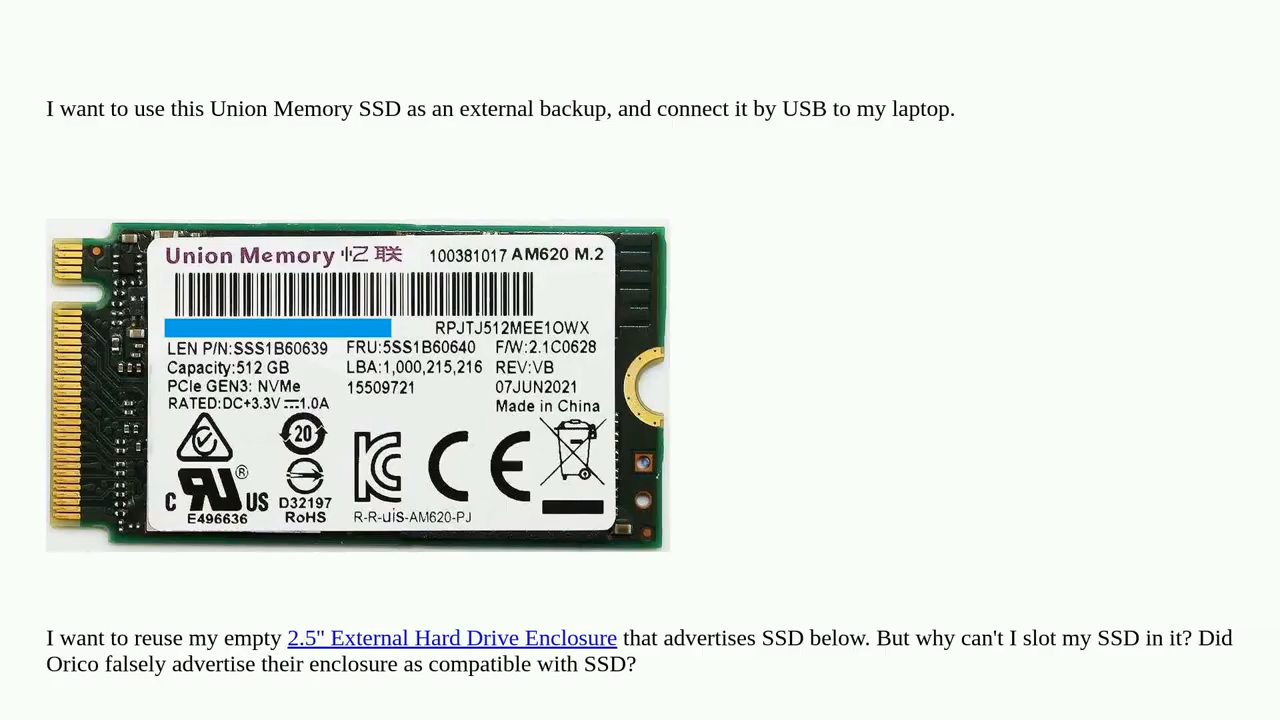 I want to use this Union Memory SSD as an external backup, and connect it by USB to my laptop.
Union Memory 忆联 100381017 AM620 M.2
RPJTJ512MEE1OWX
LEN P/N:SSS1B60639 FRU:5SS1B60640 F/W:2.1C0628
Capacity:512 GB LBA:1,000,215,216 REV:VB
PCIe GEN3: NVMe 15509721 07JUN2021
RATED:DC+3.3V⎓1.0A Made in China
20
C RU US ® D32197
E496636 RoHS R-R-uis-AM620-PJ
KC CE
I want to reuse my empty 2.5" External Hard Drive Enclosure that advertises SSD below. But why can't I slot my SSD in it? Did
Orico falsely advertise their enclosure as compatible with SSD?